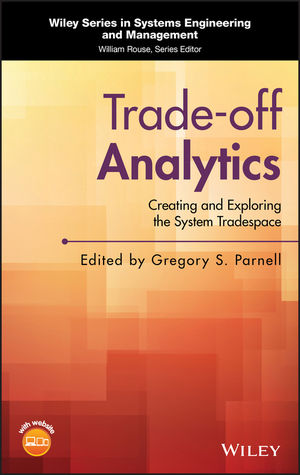 Wiley Series in Systems Engineering
and Management
William Rouse, Series Editor
Trade-off
Analytics
Creating and Exploring
the System Tradespace
Edited by Gregory S. Parnell
with website
WILEY